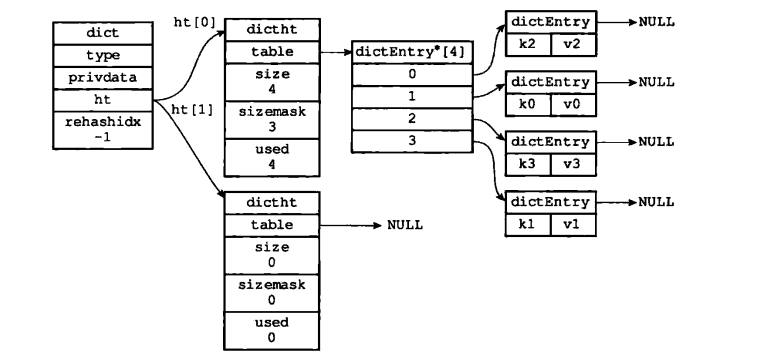 dict
type
privdata
ht
rehashidx
-1
ht[0]
ht[1]
dictht
table
size
4
sizemask
3
used
4
dictht
table
size
0
sizemask
0
used
0
NULL
dictEntry*[4]
0
1
2
3
dictEntry
k2 v2
NULL
dictEntry
k0 v0
NULL
dictEntry
k3 v3
NULL
dictEntry
k1 v1
NULL